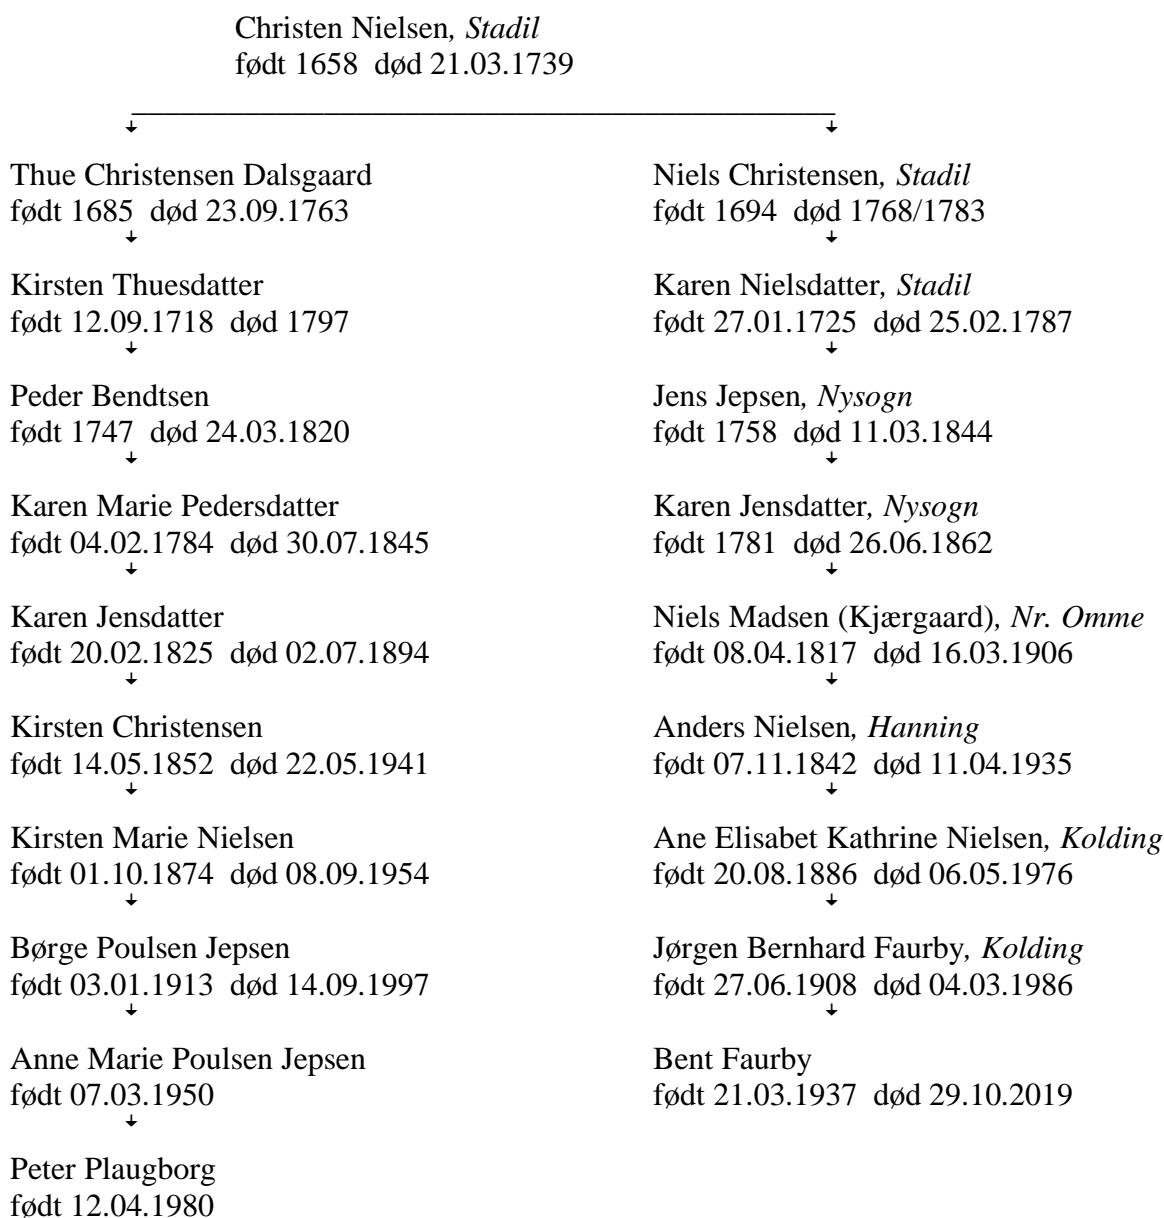 Christen Nielsen, Stadil
født 1658 død 21.03.1739
Thue Christensen Dalsgaard
født 1685 død 23.09.1763
Niels Christensen, Stadil
født 1694 død 1768/1783
Kirsten Thuesdatter
født 12.09.1718 død 1797
Karen Nielsdatter, Stadil
født 27.01.1725 død 25.02.1787
Peder Bendtsen
født 1747 død 24.03.1820
Jens Jepsen, Nysogn
født 1758 død 11.03.1844
Karen Marie Pedersdatter
født 04.02.1784 død 30.07.1845
Karen Jensdatter, Nysogn
født 1781 død 26.06.1862
Karen Jensdatter
født 20.02.1825 død 02.07.1894
Niels Madsen (Kjærgaard), Nr. Omme
født 08.04.1817 død 16.03.1906
Kirsten Christensen
født 14.05.1852 død 22.05.1941
Anders Nielsen, Hanning
født 07.11.1842 død 11.04.1935
Kirsten Marie Nielsen
født 01.10.1874 død 08.09.1954
Ane Elisabet Kathrine Nielsen, Kolding
født 20.08.1886 død 06.05.1976
Børge Poulsen Jepsen
født 03.01.1913 død 14.09.1997
Jørgen Bernhard Faurby, Kolding
født 27.06.1908 død 04.03.1986
Anne Marie Poulsen Jepsen
født 07.03.1950
Bent Faurby
født 21.03.1937 død 29.10.2019
Peter Plaugborg
født 12.04.1980